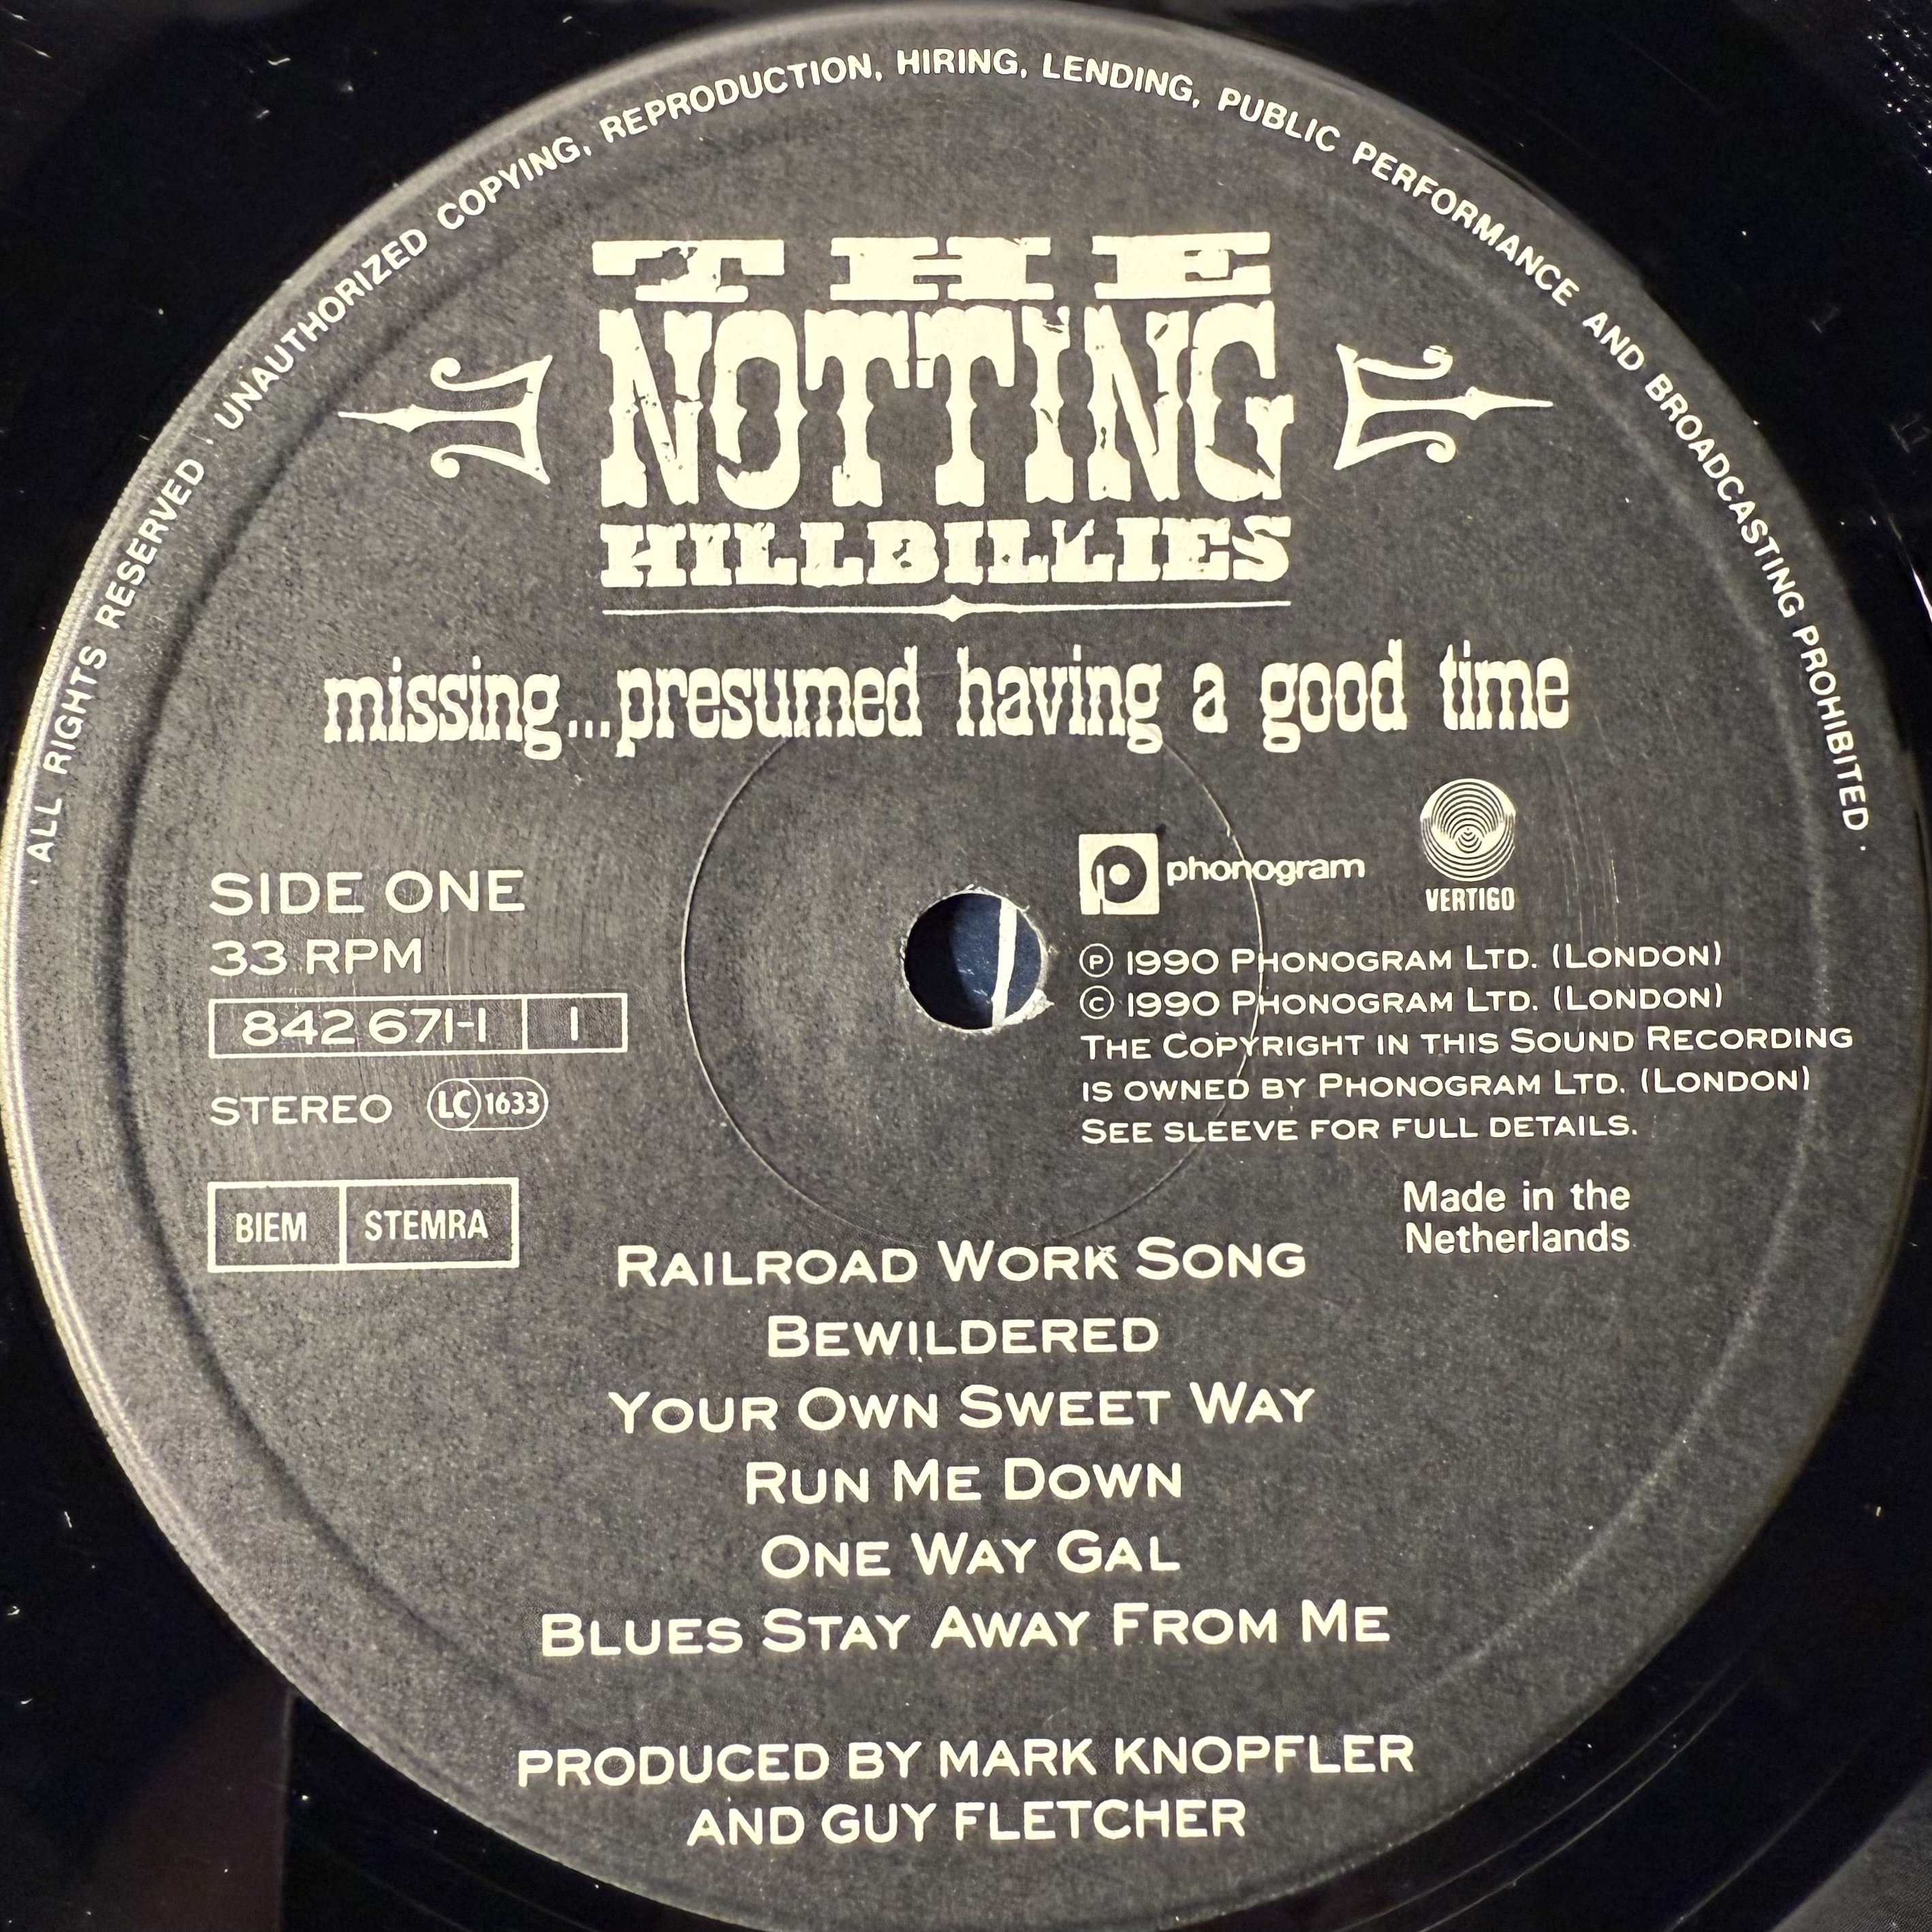 ALL RIGHTS RESERVED · UNAUTHORIZED COPYING, REPRODUCTION, HIRING, LENDING, PUBLIC PERFORMANCE AND BROADCASTING PROHIBITED.
THE
NOTTING
HILLBILLIES
missing...presumed having a good time
SIDE ONE
33 RPM
842 671-1 1
STEREO LC 1633
BIEM STEMRA
phonogram
VERTIGO
Ⓟ 1990 PHONOGRAM LTD. (LONDON)
© 1990 PHONOGRAM LTD. (LONDON)
THE COPYRIGHT IN THIS SOUND RECORDING
IS OWNED BY PHONOGRAM LTD. (LONDON)
SEE SLEEVE FOR FULL DETAILS.
Made in the
Netherlands
RAILROAD WORK SONG
BEWILDERED
YOUR OWN SWEET WAY
RUN ME DOWN
ONE WAY GAL
BLUES STAY AWAY FROM ME
PRODUCED BY MARK KNOPFLER
AND GUY FLETCHER